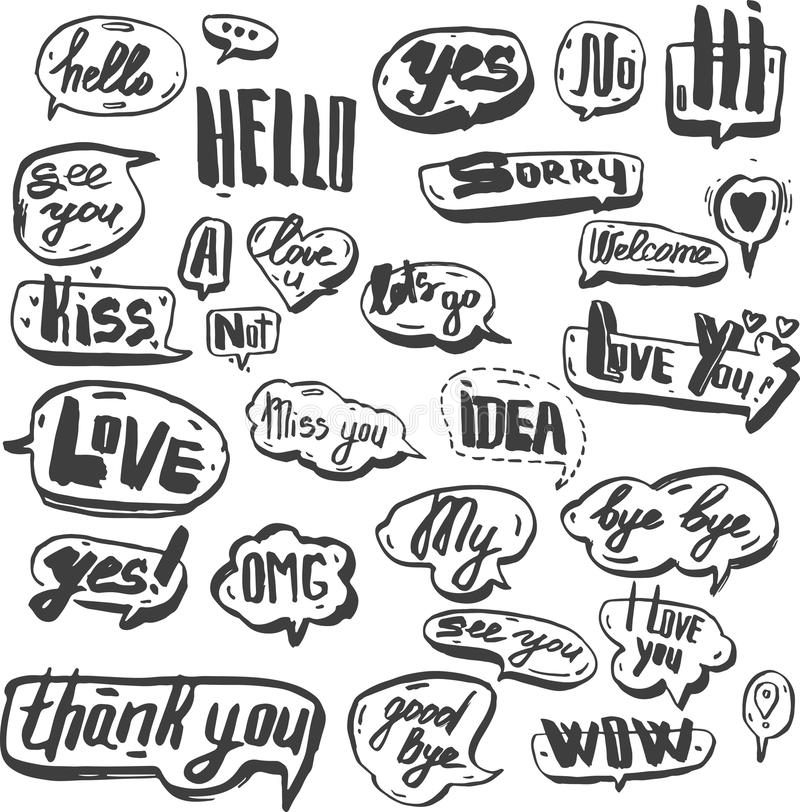 hello
...
HELLO
yes
No
Hi
See
you
SORRY
A
love
u
Welcome
Kiss
Not
let's go
LOVE YOU!
LOVE
Miss you
iDEA
My
bye bye
yes!
OMG
see you
I LOVE
you
thank you
good
bye
WOW
!